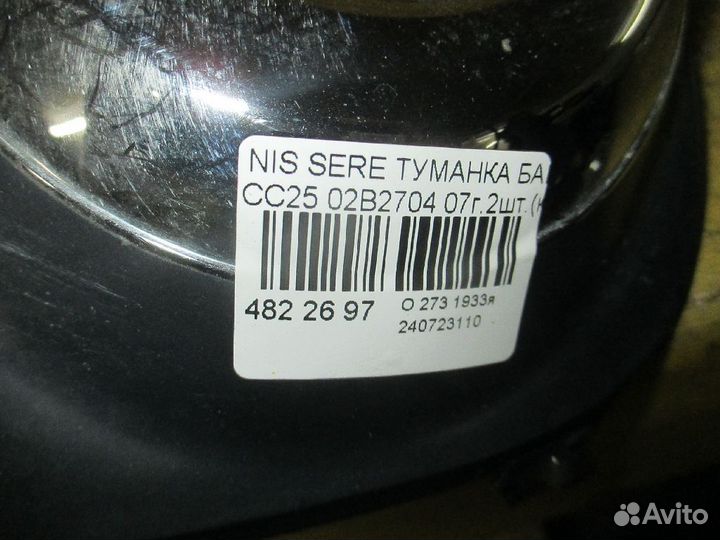 NIS SERE ТУМАНКА БА
CC25 02B2704 07г.2шт.(к
482 26 97
О 273 1933я
240723110
Avito